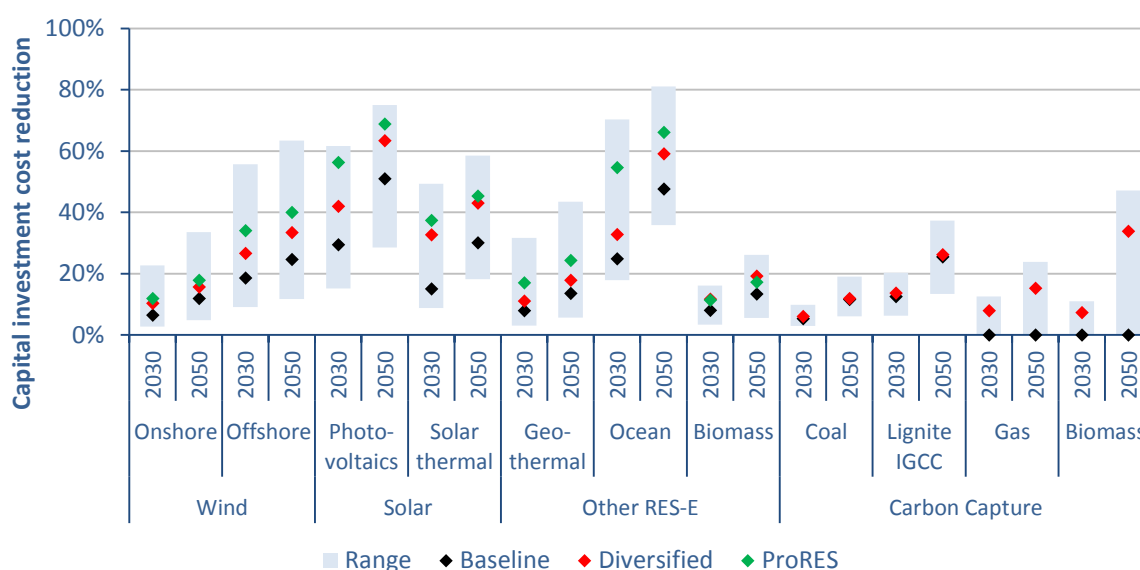 Capital investment cost reduction
100%
80%
60%
40%
20%
0%
2030 2050 2030 2050 2030 2050 2030 2050 2030 2050 2030 2050 2030 2050 2030 2050 2030 2050 2030 2050 2030 2050
Onshore Offshore Photo- Solar Geo- Ocean Biomass Coal Lignite Gas Biomass
voltaics thermal thermal IGCC
Wind Solar Other RES-E Carbon Capture
Range Baseline Diversified ProRES